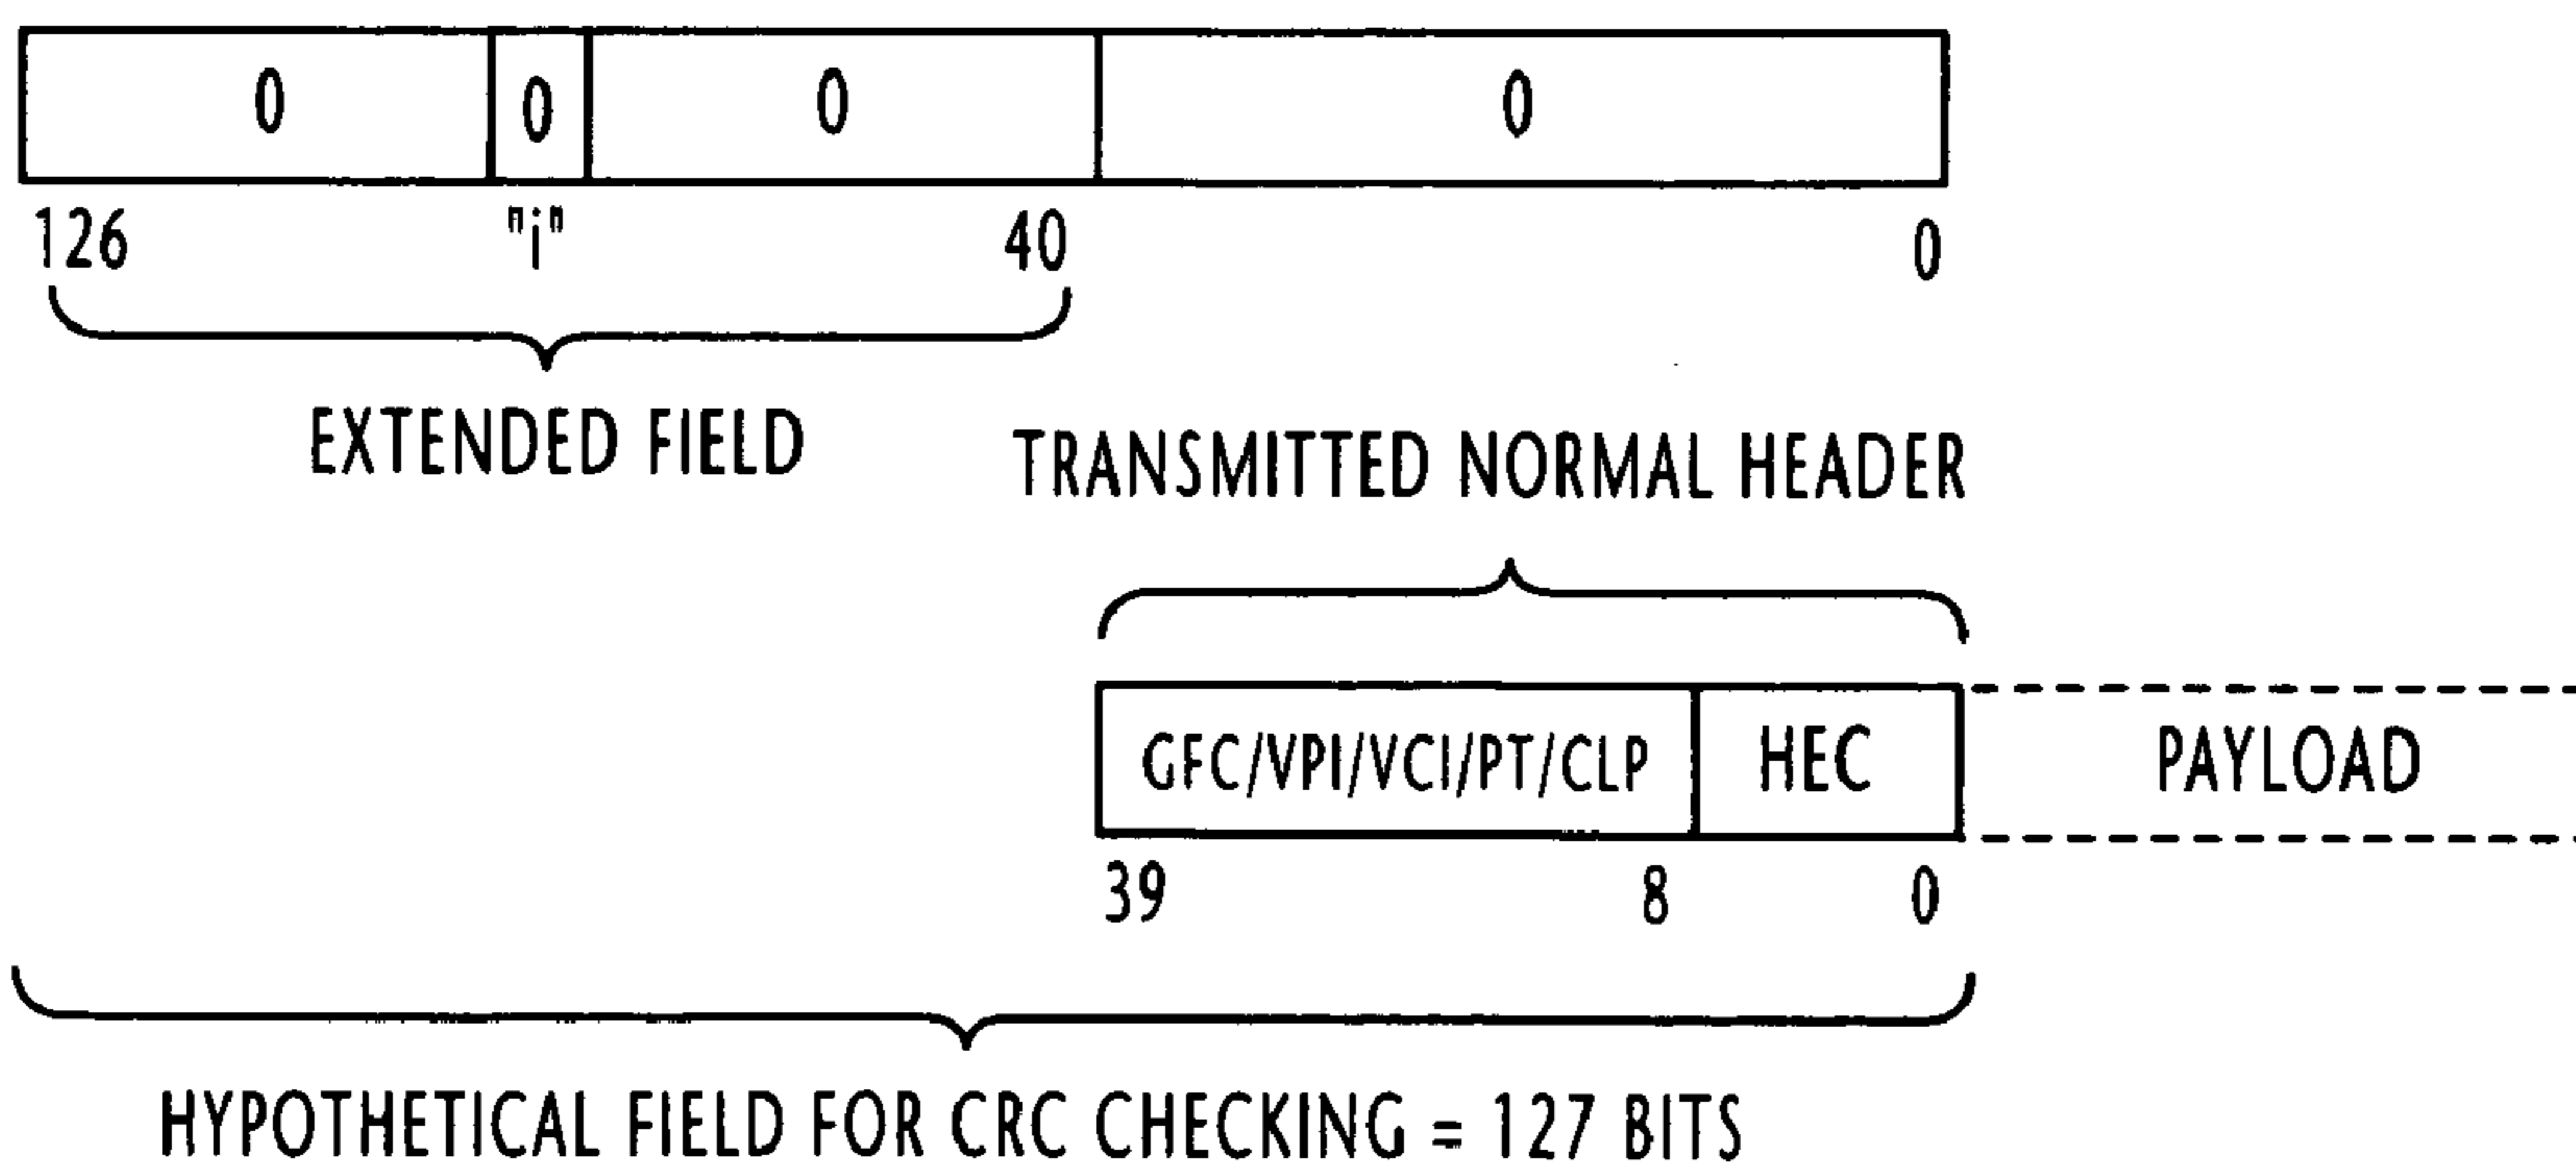 0 0 0 0
126 "i" 40 0
EXTENDED FIELD
TRANSMITTED NORMAL HEADER
GFC/VPI/VCI/PT/CLP HEC PAYLOAD
39 8 0
HYPOTHETICAL FIELD FOR CRC CHECKING = 127 BITS